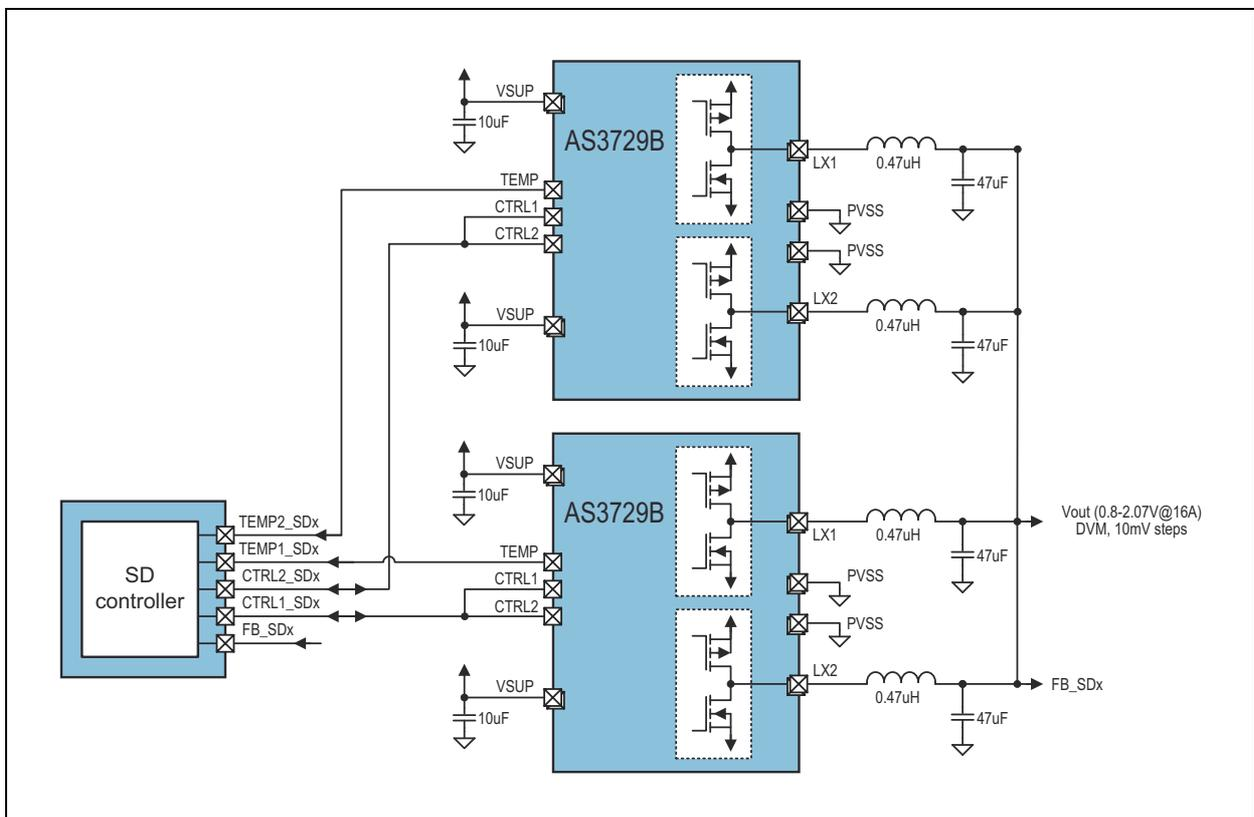 VSUP
10uF
AS3729B
LX1
0.47uH
47uF
TEMP
CTRL1
CTRL2
PVSS
PVSS
VSUP
10uF
LX2
0.47uH
47uF
VSUP
10uF
AS3729B
LX1
0.47uH
47uF
Vout (0.8-2.07V@16A)
DVM, 10mV steps
SD
controller
TEMP2_SDx
TEMP1_SDx
CTRL2_SDx
CTRL1_SDx
FB_SDx
TEMP
CTRL1
CTRL2
PVSS
PVSS
VSUP
10uF
LX2
0.47uH
47uF
FB_SDx